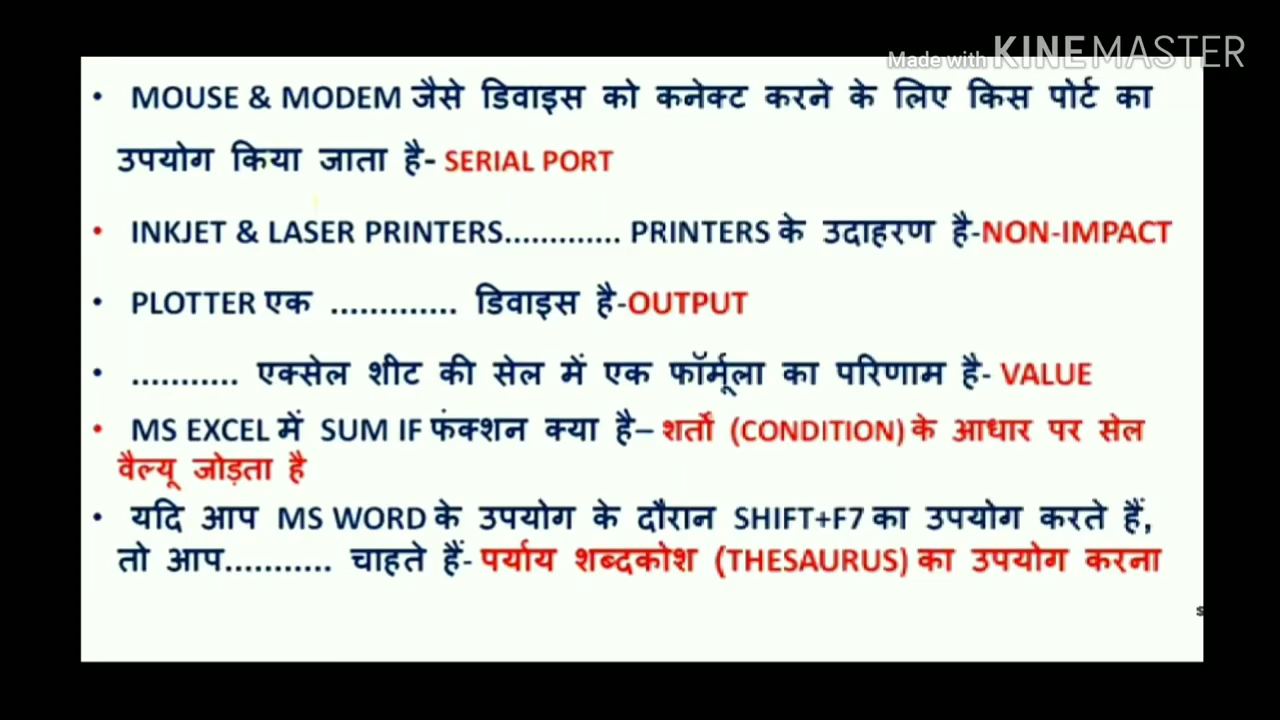 Made with KINEMASTER
• MOUSE & MODEM जैसे डिवाइस को कनेक्ट करने के लिए किस पोर्ट का
उपयोग किया जाता है- SERIAL PORT
• INKJET & LASER PRINTERS............. PRINTERS के उदाहरण है-NON-IMPACT
• PLOTTER एक ............. डिवाइस है-OUTPUT
• ........... एक्सेल शीट की सेल में एक फॉर्मूला का परिणाम है- VALUE
• MS EXCEL में SUM IF फंक्शन क्या है– शर्तों (CONDITION) के आधार पर सेल
वैल्यू जोड़ता है
• यदि आप MS WORD के उपयोग के दौरान SHIFT+F7 का उपयोग करते हैं,
तो आप........... चाहते हैं- पर्याय शब्दकोश (THESAURUS) का उपयोग करना